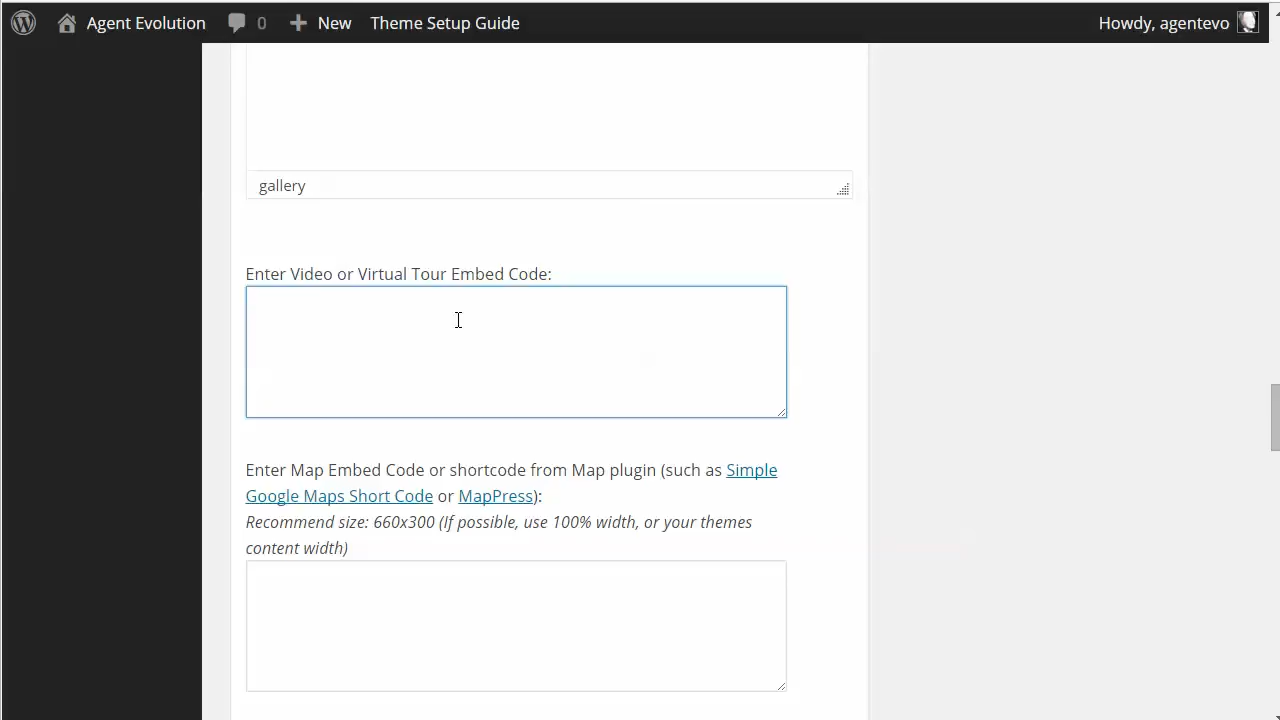 Agent Evolution 0 New Theme Setup Guide Howdy, agentevo
gallery
Enter Video or Virtual Tour Embed Code:
Enter Map Embed Code or shortcode from Map plugin (such as Simple
Google Maps Short Code or MapPress):
Recommend size: 660x300 (If possible, use 100% width, or your themes
content width)